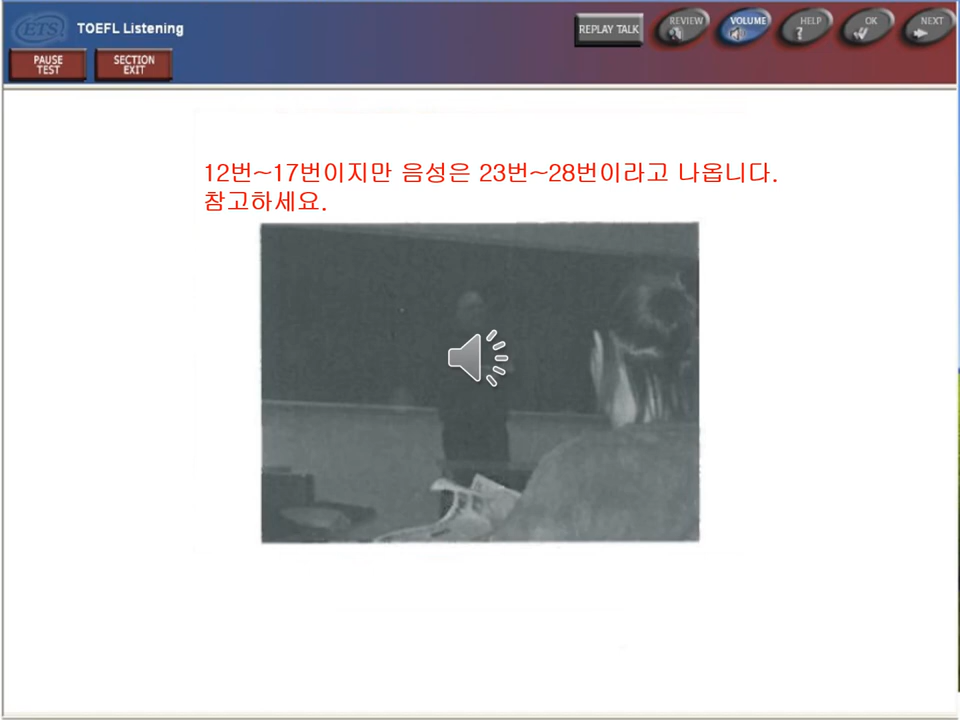 ETS
TOEFL Listening
REPLAY TALK
REVIEW
VOLUME
HELP
OK
NEXT
PAUSE
TEST
SECTION
EXIT
12번~17번이지만 음성은 23번~28번이라고 나옵니다.
참고하세요.